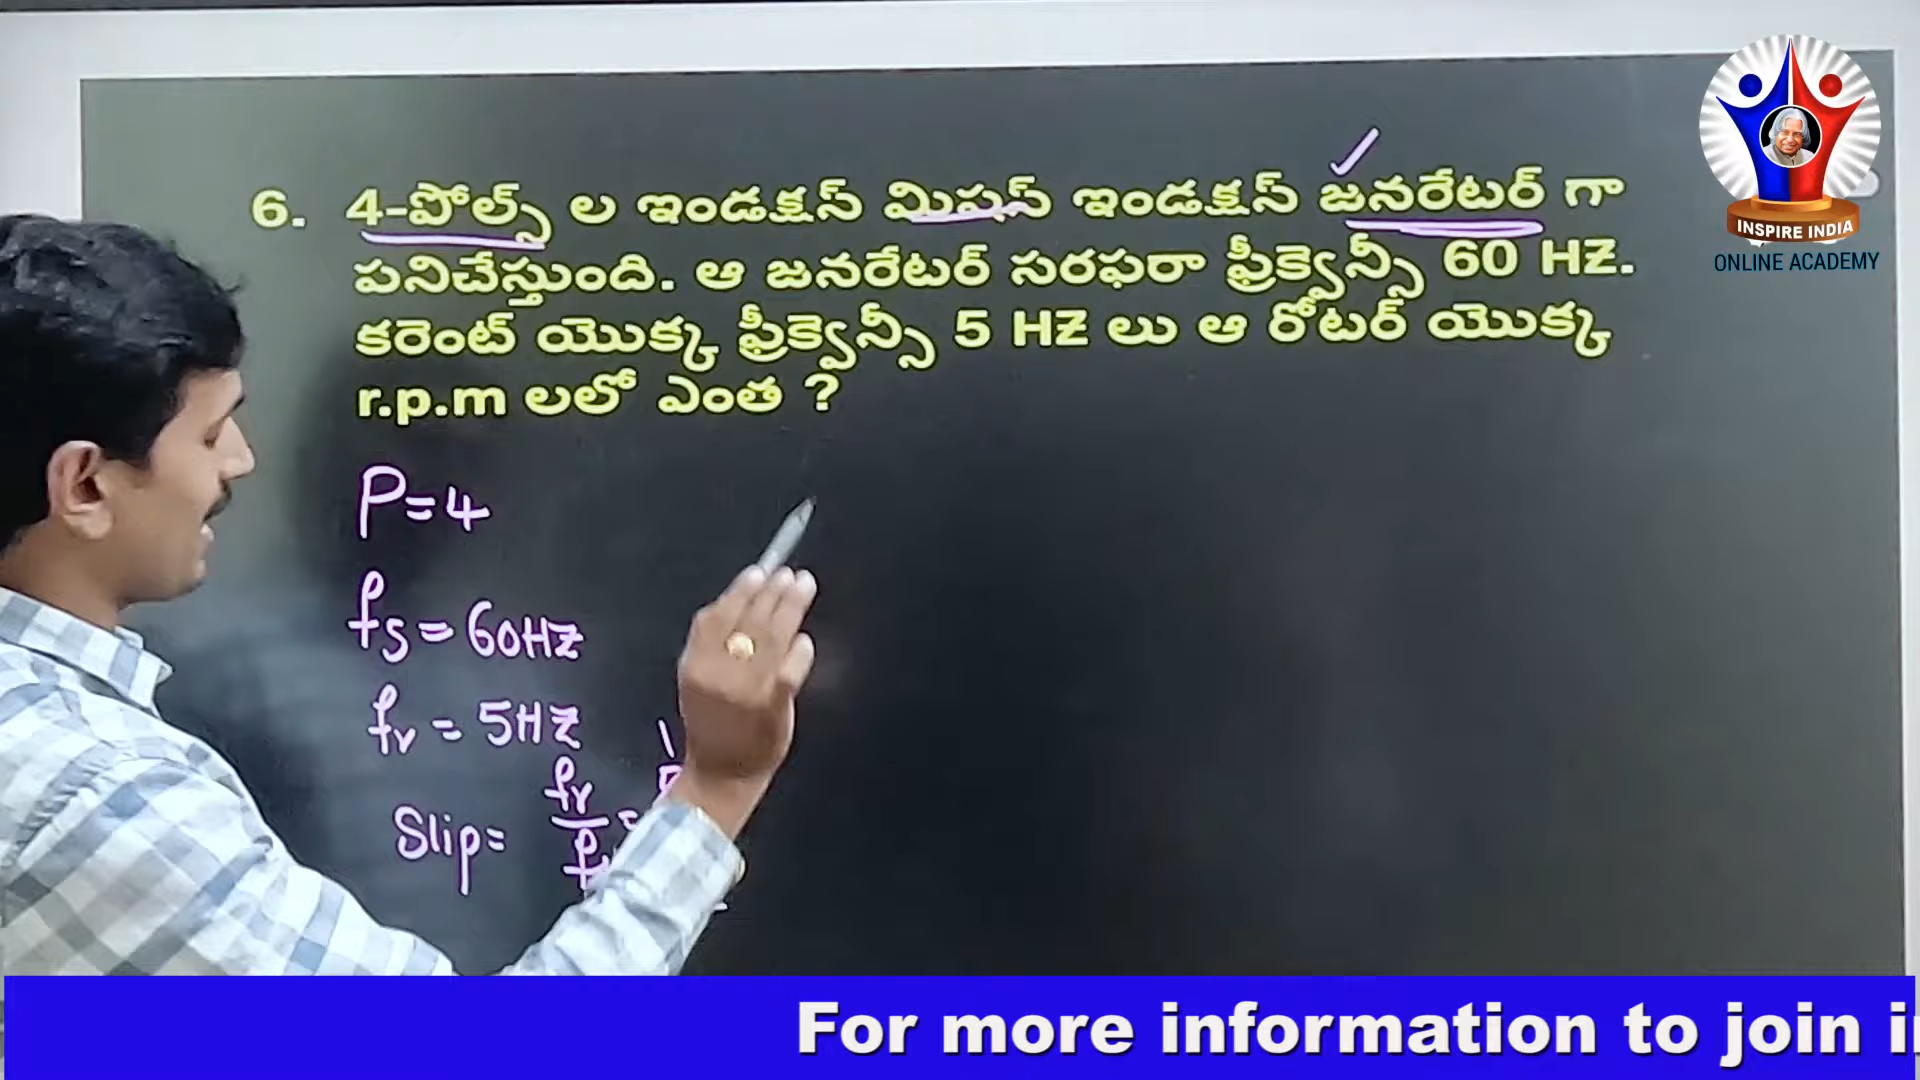 6. 4-పోల్స్ ల ఇండక్షన్ మిషన్ ఇండక్షన్ జనరేటర్ గా
పనిచేస్తుంది. ఆ జనరేటర్ సరఫరా ఫ్రీక్వెన్సీ 60 HZ.
కరెంట్ యొక్క ఫ్రీక్వెన్సీ 5 HZ లు ఆ రోటర్ యొక్క
r.p.m లలో ఎంత ?
P=4
fs=60HZ
fr=5HZ
Slip= fr
INSPIRE INDIA
ONLINE ACADEMY
For more information to join